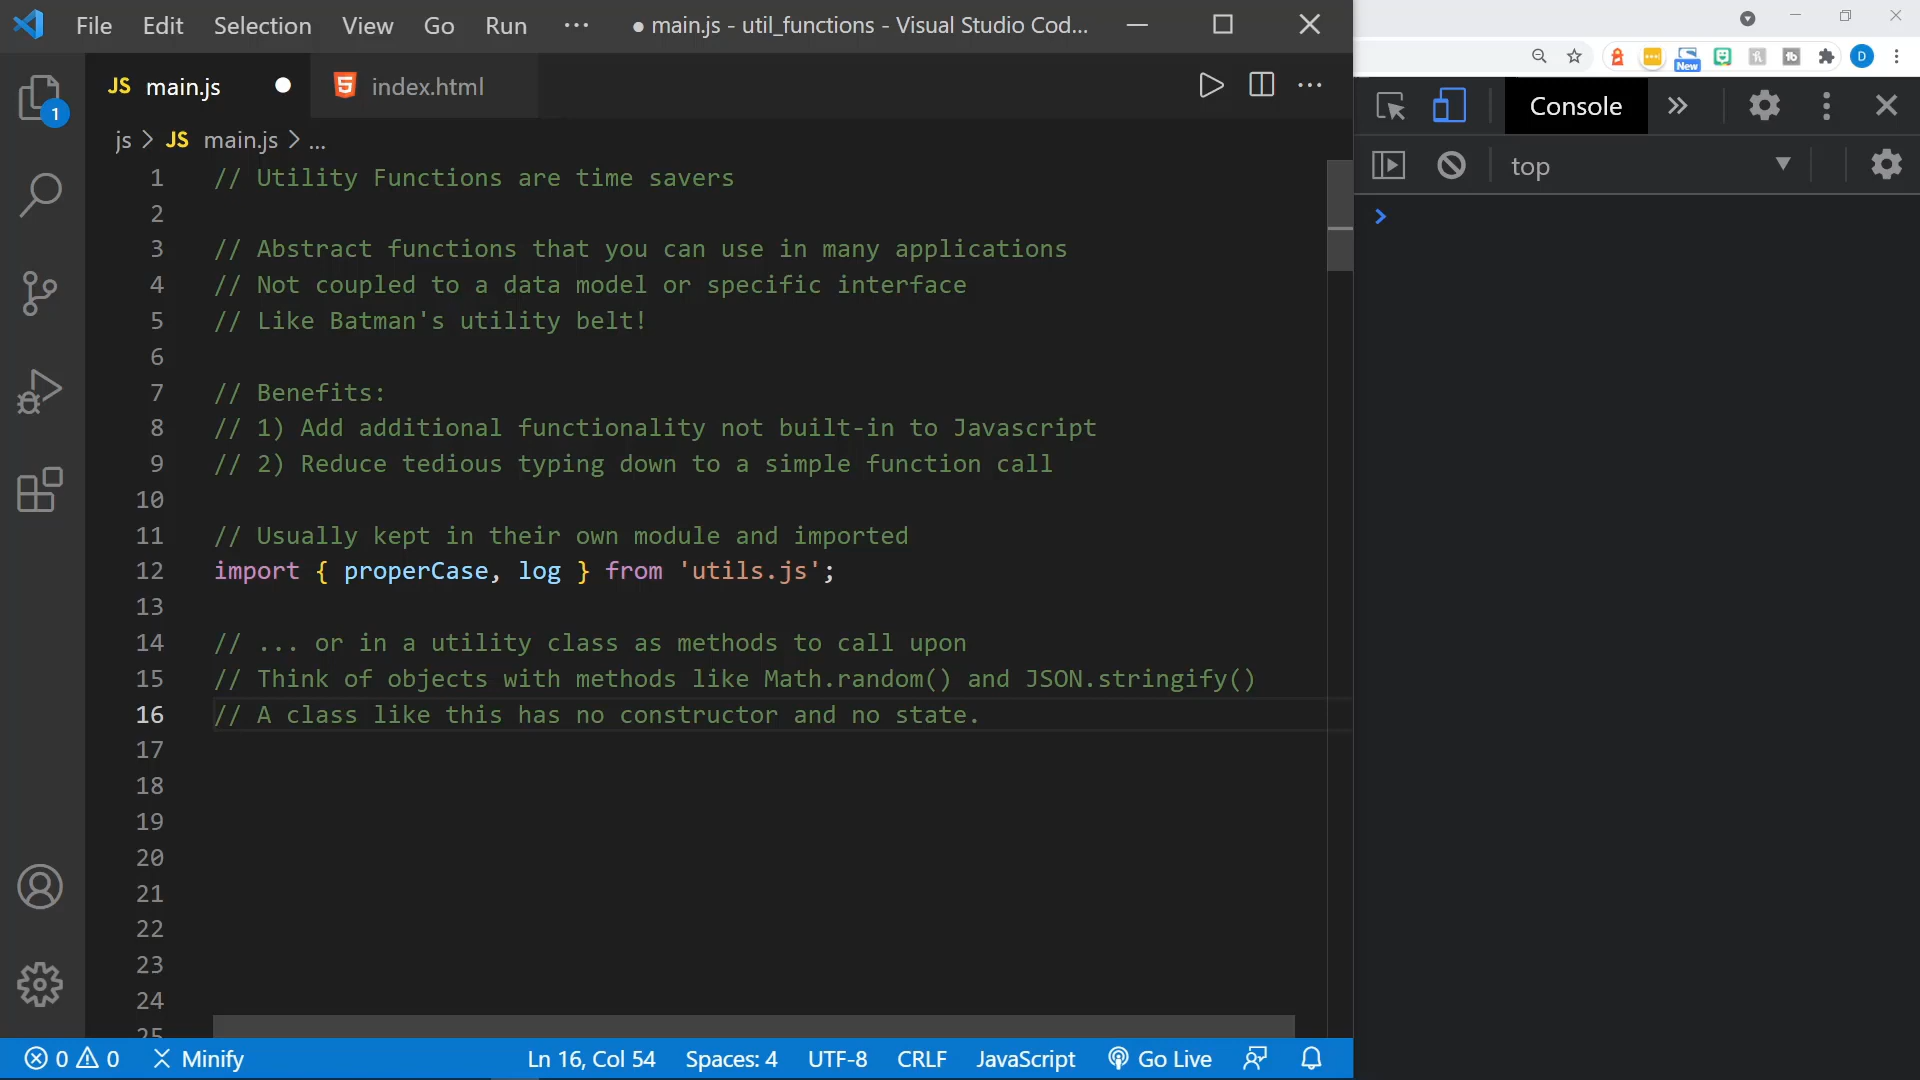 File Edit Selection View Go Run ··· ● main.js - util_functions - Visual Studio Cod...
JS main.js ● index.html
js > JS main.js > ...
1 // Utility Functions are time savers
2
3 // Abstract functions that you can use in many applications
4 // Not coupled to a data model or specific interface
5 // Like Batman's utility belt!
6
7 // Benefits:
8 // 1) Add additional functionality not built-in to Javascript
9 // 2) Reduce tedious typing down to a simple function call
10
11 // Usually kept in their own module and imported
12 import { properCase, log } from 'utils.js';
13
14 // ... or in a utility class as methods to call upon
15 // Think of objects with methods like Math.random() and JSON.stringify()
16 // A class like this has no constructor and no state.
17
18
19
20
21
22
23
24
25
1
0 0 Minify Ln 16, Col 54 Spaces: 4 UTF-8 CRLF JavaScript Go Live
New
tb
D
Console »
top
>